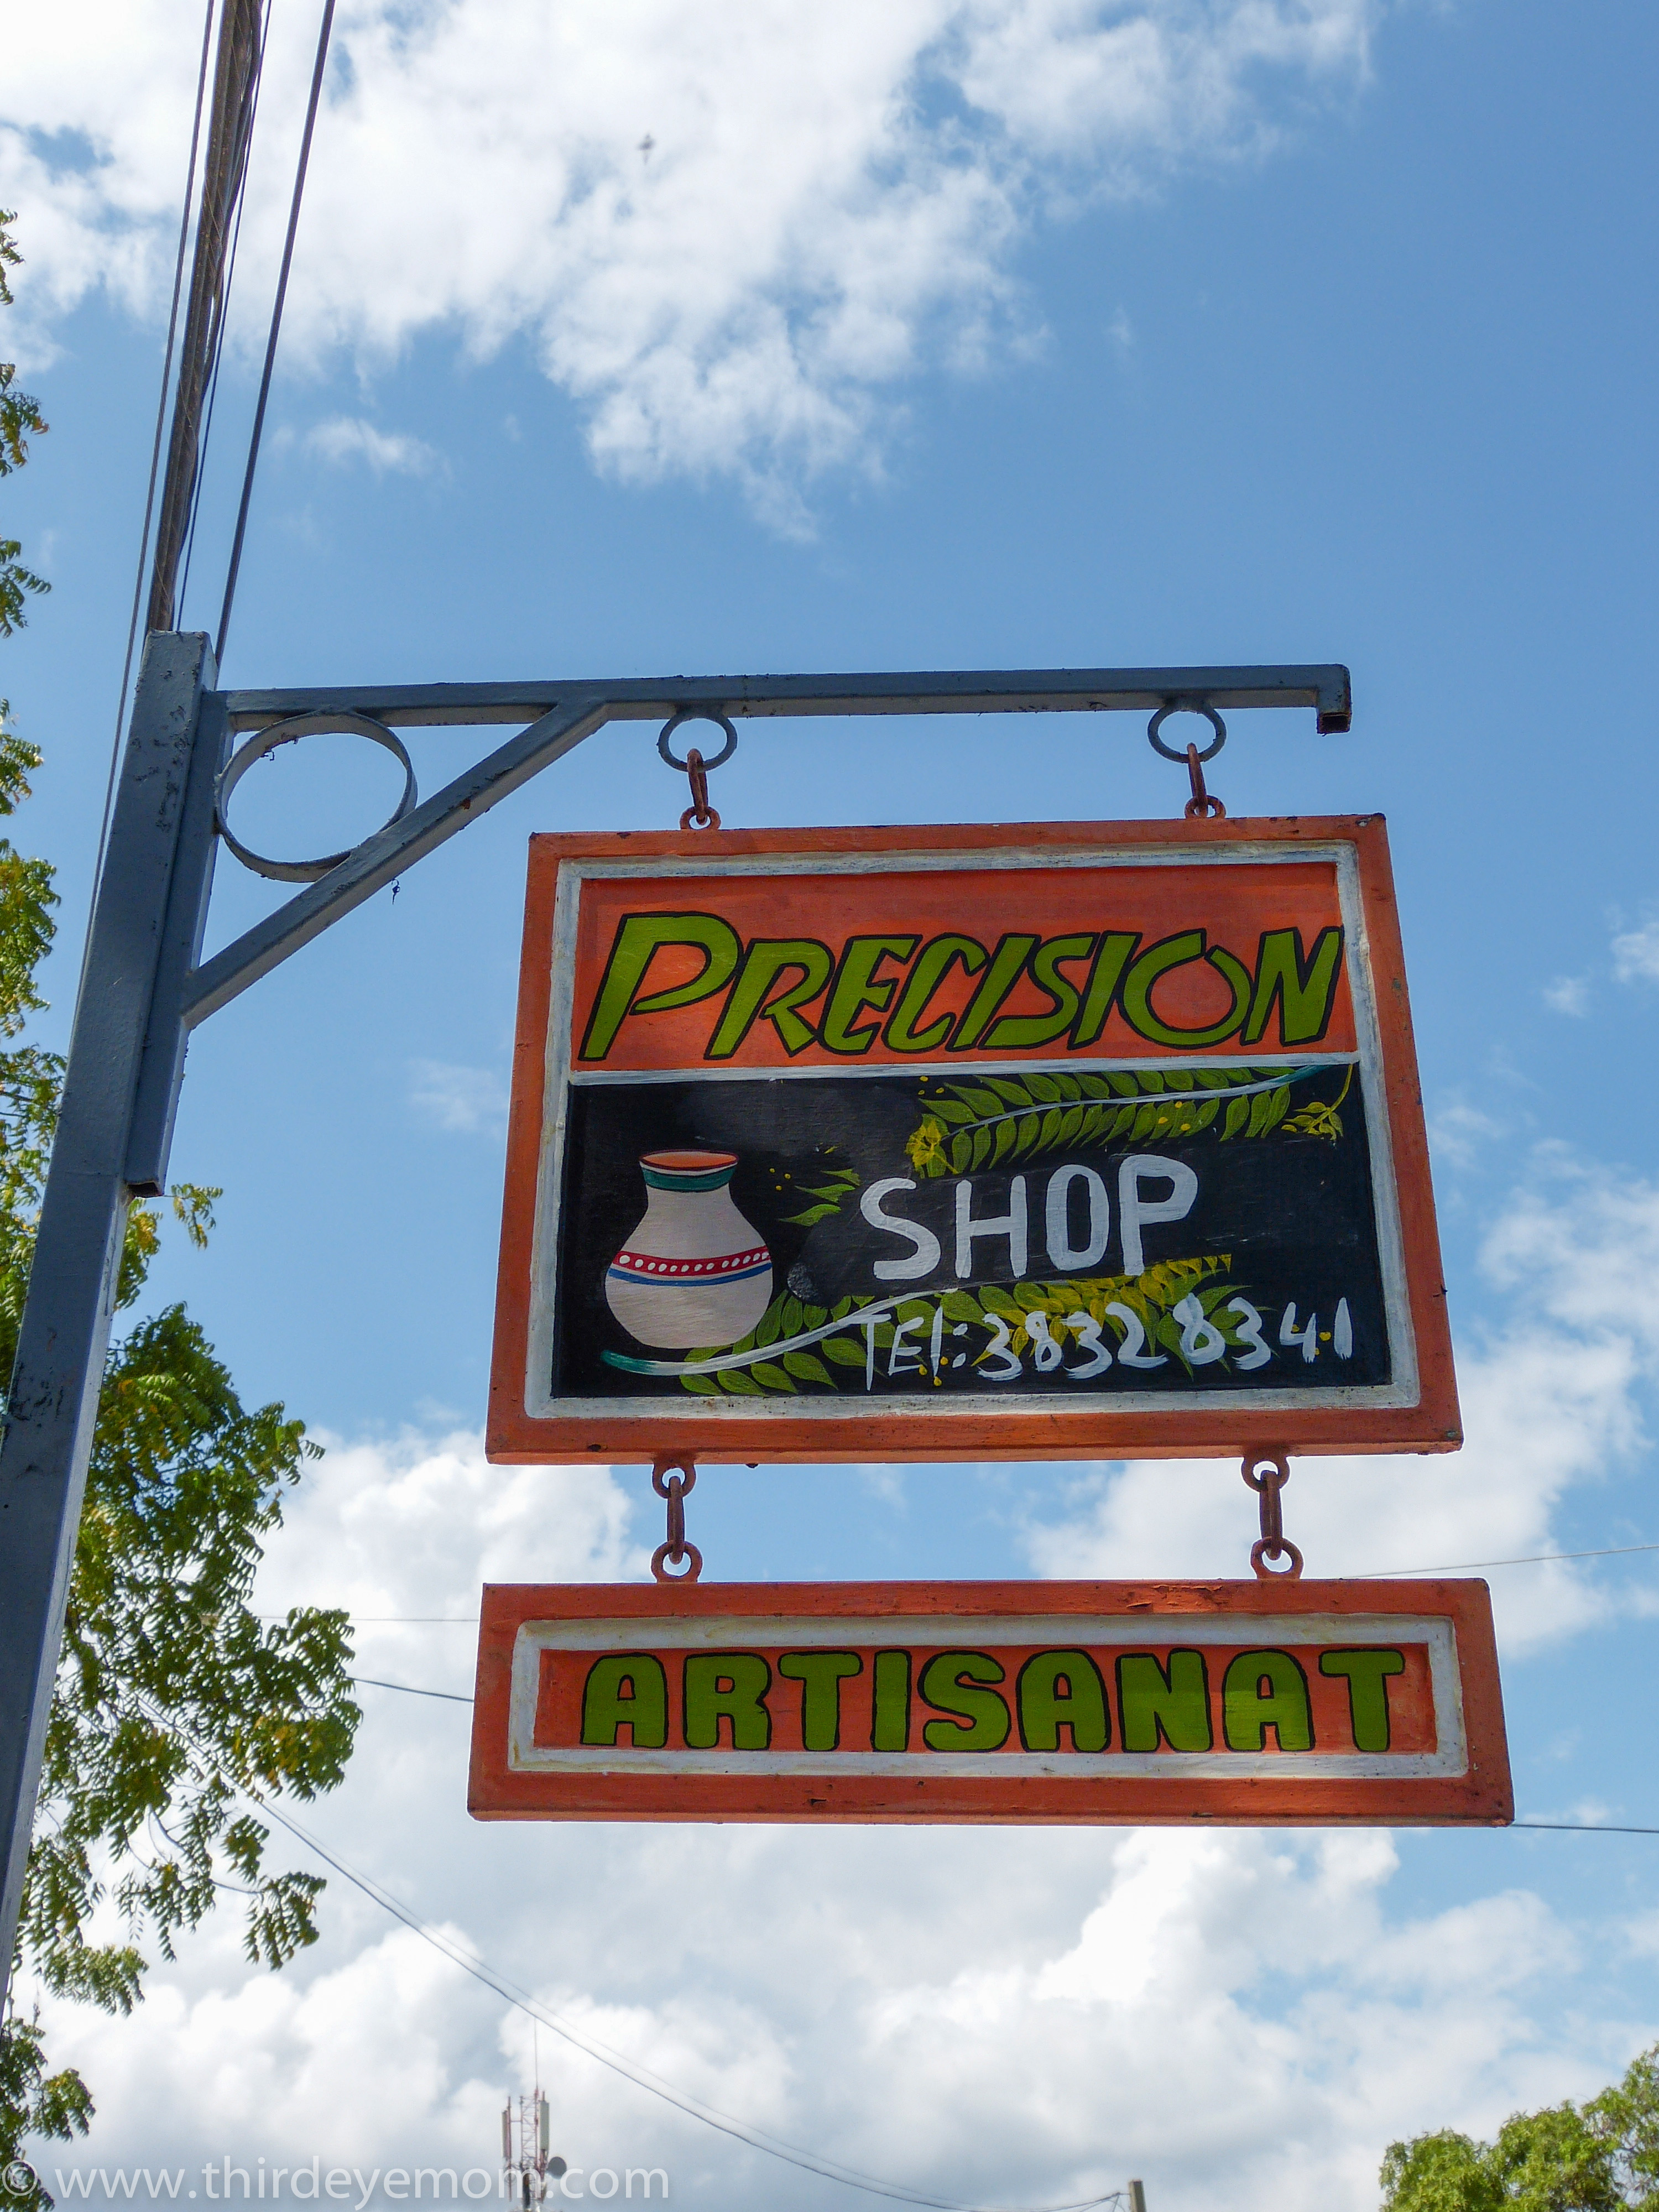 PRECISION
SHOP
TEl: 38328341
ARTISANAT
© www.thirdeyemom.com